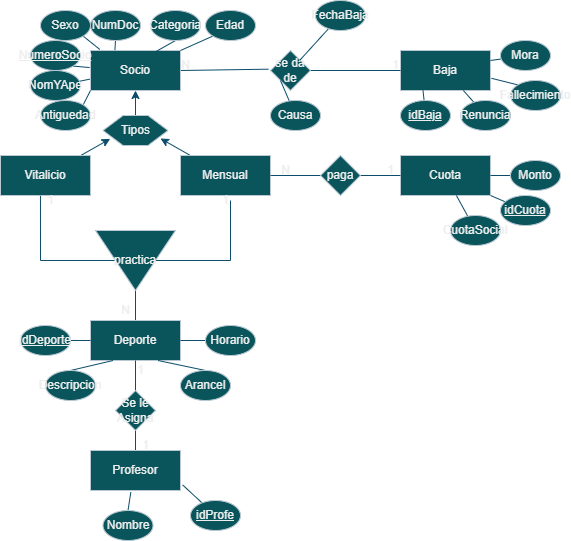 FechaBaja
Sexo
NumDoc
Categoria
Edad
NumeroSocio
Socio
N
se da
de
1
Baja
Mora
NomYApe
Fallecimiento
Antiguedad
Causa
idBaja
Renuncia
Tipos
Vitalicio
Mensual
N
paga
1
Cuota
Monto
1
1
idCuota
CuotaSocial
practica
N
idDeporte
Deporte
Horario
1
Descripcion
Arancel
Se le
Asigna
1
Profesor
idProfe
Nombre